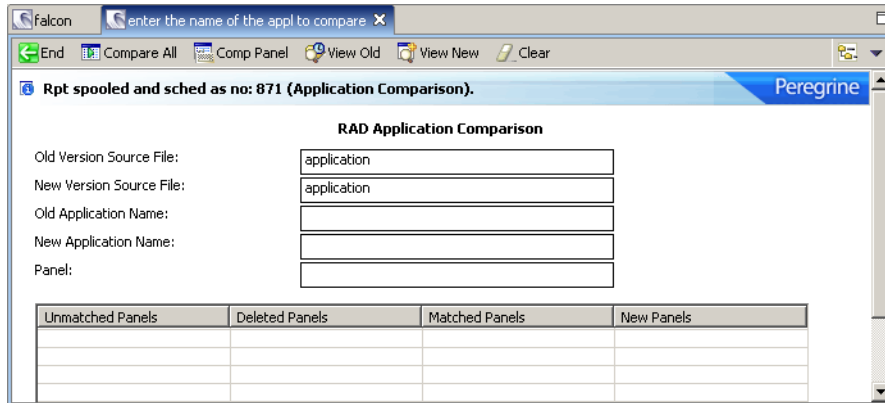 falcon enter the name of the appl to compare
End Compare All Comp Panel View Old View New Clear
Rpt spooled and sched as no: 871 (Application Comparison). Peregrine
RAD Application Comparison
Old Version Source File: application
New Version Source File: application
Old Application Name:
New Application Name:
Panel:
Unmatched Panels Deleted Panels Matched Panels New Panels